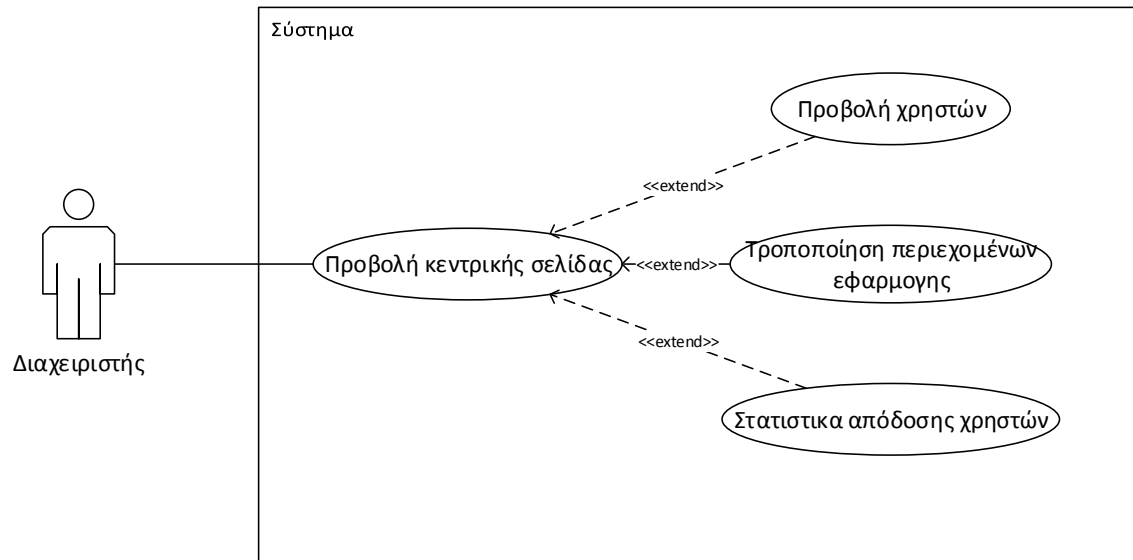 Σύστημα
Προβολή χρηστών
<<extend>>
Προβολή κεντρικής σελίδας
<<extend>>
Τροποποίηση περιεχομένων
εφαρμογης
<<extend>>
Διαχειριστής
Στατιστικα απόδοσης χρηστών